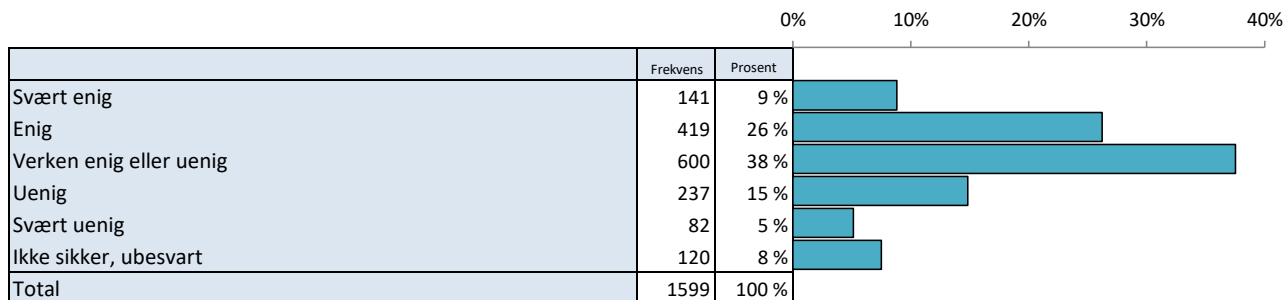 0% 10% 20% 30% 40%
Frekvens Prosent
Svært enig 141 9 %
Enig 419 26 %
Verken enig eller uenig 600 38 %
Uenig 237 15 %
Svært uenig 82 5 %
Ikke sikker, ubesvart 120 8 %
Total 1599 100 %